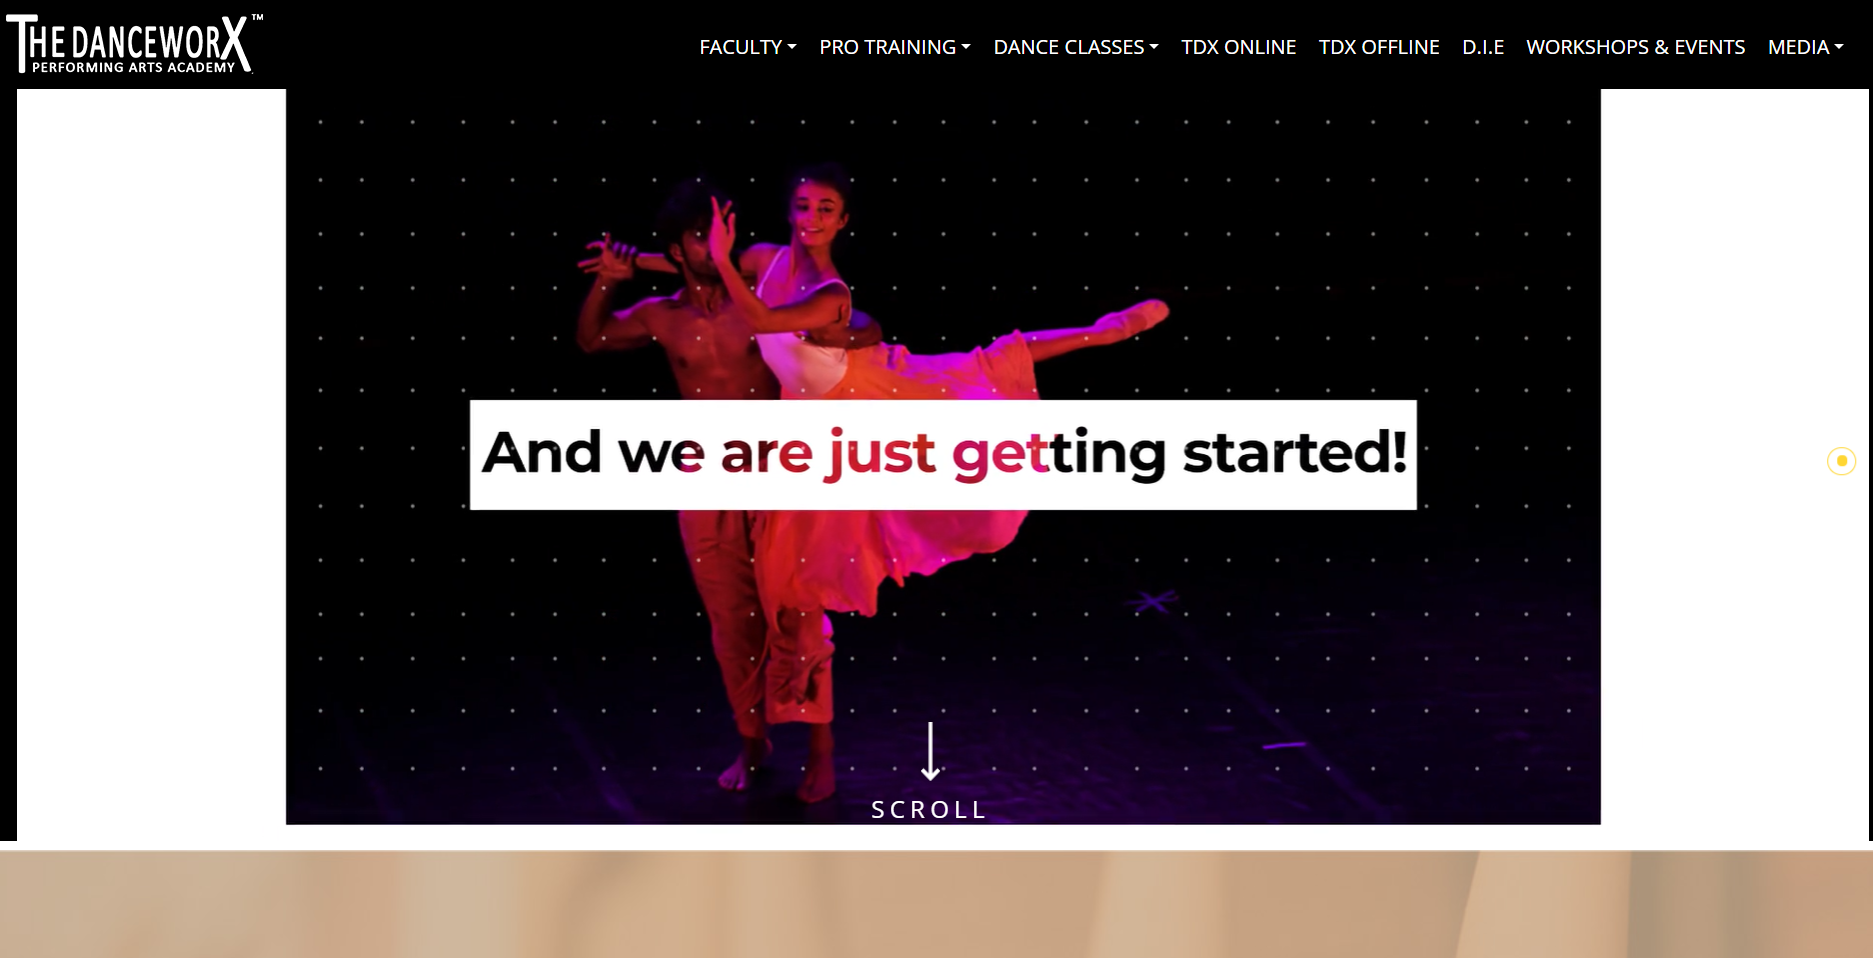 THE DANCEWORX™
PERFORMING ARTS ACADEMY
FACULTY PRO TRAINING DANCE CLASSES TDX ONLINE TDX OFFLINE D.I.E WORKSHOPS & EVENTS MEDIA
And we are just getting started!
SCROLL